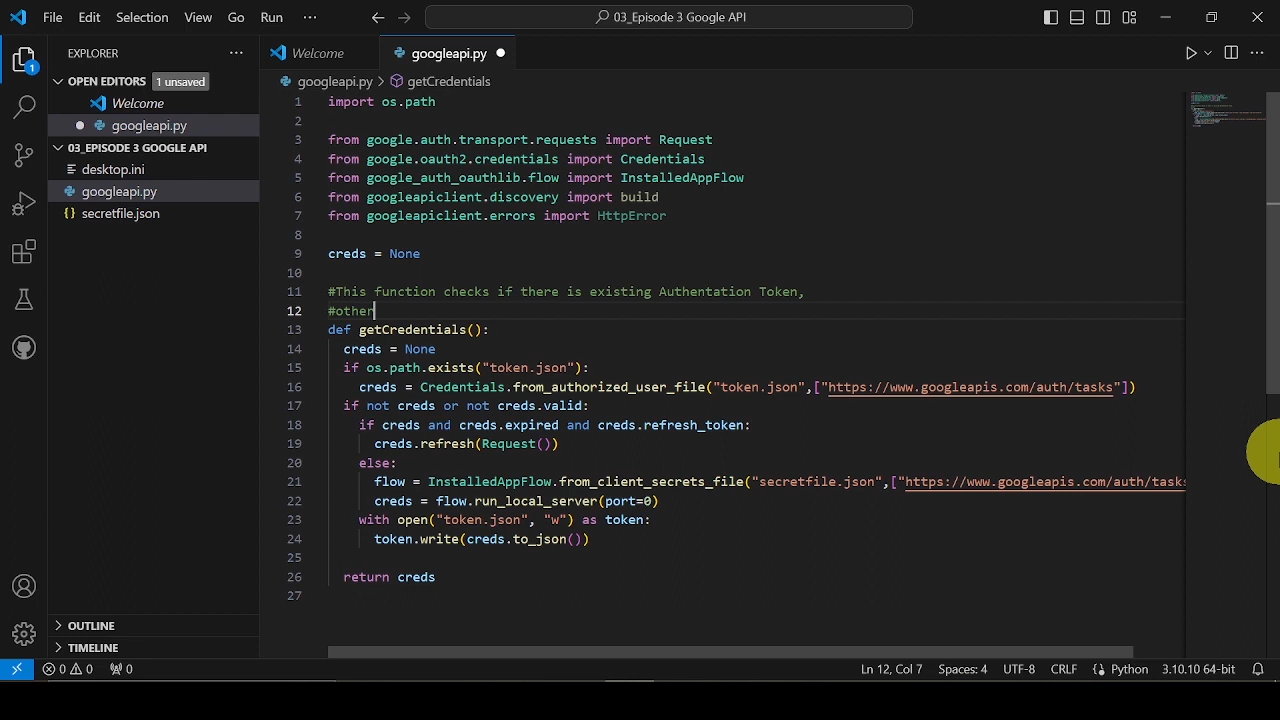 File Edit Selection View Go Run ··· 03_Episode 3 Google API
EXPLORER ···
OPEN EDITORS 1 unsaved
Welcome
googleapi.py
03_EPISODE 3 GOOGLE API
desktop.ini
googleapi.py
{} secretfile.json
OUTLINE
TIMELINE
1
Welcome googleapi.py
googleapi.py > getCredentials
1 import os.path
2
3 from google.auth.transport.requests import Request
4 from google.oauth2.credentials import Credentials
5 from google_auth_oauthlib.flow import InstalledAppFlow
6 from googleapiclient.discovery import build
7 from googleapiclient.errors import HttpError
8
9 creds = None
10
11 #This function checks if there is existing Authentation Token,
12 #other
13 def getCredentials():
14 creds = None
15 if os.path.exists("token.json"):
16 creds = Credentials.from_authorized_user_file("token.json",["https://www.googleapis.com/auth/tasks"])
17 if not creds or not creds.valid:
18 if creds and creds.expired and creds.refresh_token:
19 creds.refresh(Request())
20 else:
21 flow = InstalledAppFlow.from_client_secrets_file("secretfile.json",["https://www.googleapis.com/auth/tasks
22 creds = flow.run_local_server(port=0)
23 with open("token.json", "w") as token:
24 token.write(creds.to_json())
25
26 return creds
27
0 0 0 Ln 12, Col 7 Spaces: 4 UTF-8 CRLF Python 3.10.10 64-bit